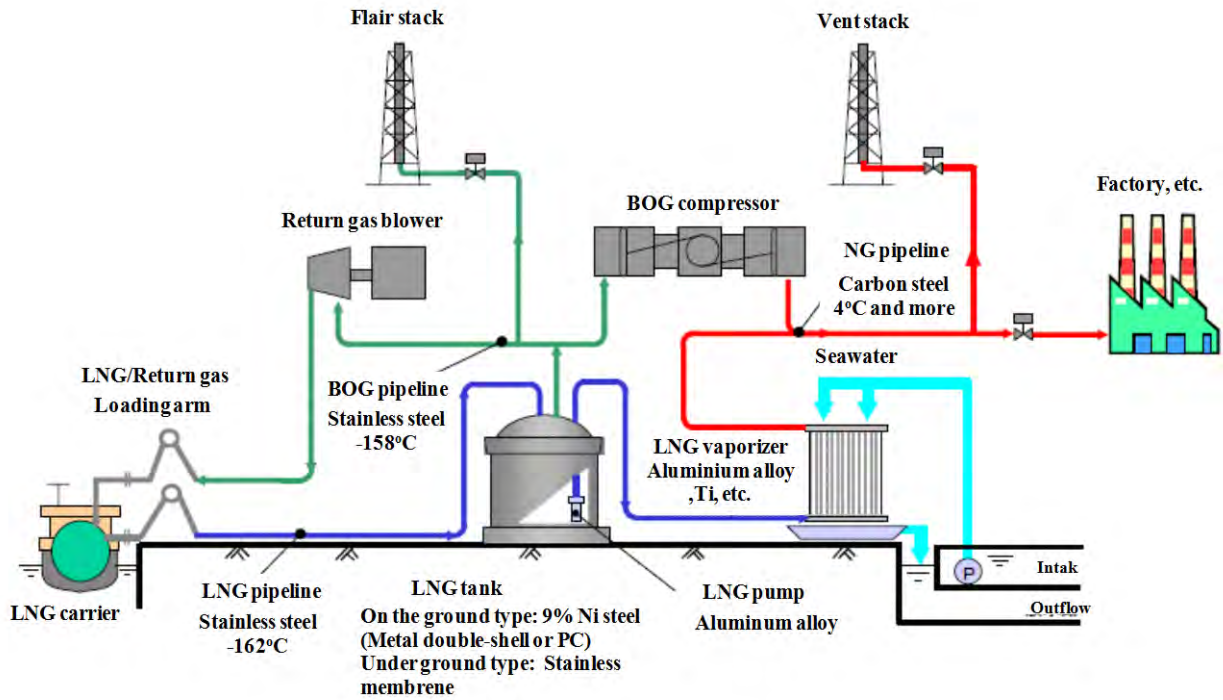 Flair stack
Vent stack
Factory, etc.
Return gas blower
BOG compressor
NG pipeline
Carbon steel
4°C and more
Seawater
LNG/Return gas
Loading arm
BOG pipeline
Stainless steel
-158°C
LNG vaporizer
Aluminium alloy
,Ti, etc.
P
Intak
Outflow
LNG carrier
LNG pipeline
Stainless steel
-162°C
LNG tank
On the ground type: 9% Ni steel
(Metal double-shell or PC)
Under ground type: Stainless
membrene
LNG pump
Aluminum alloy